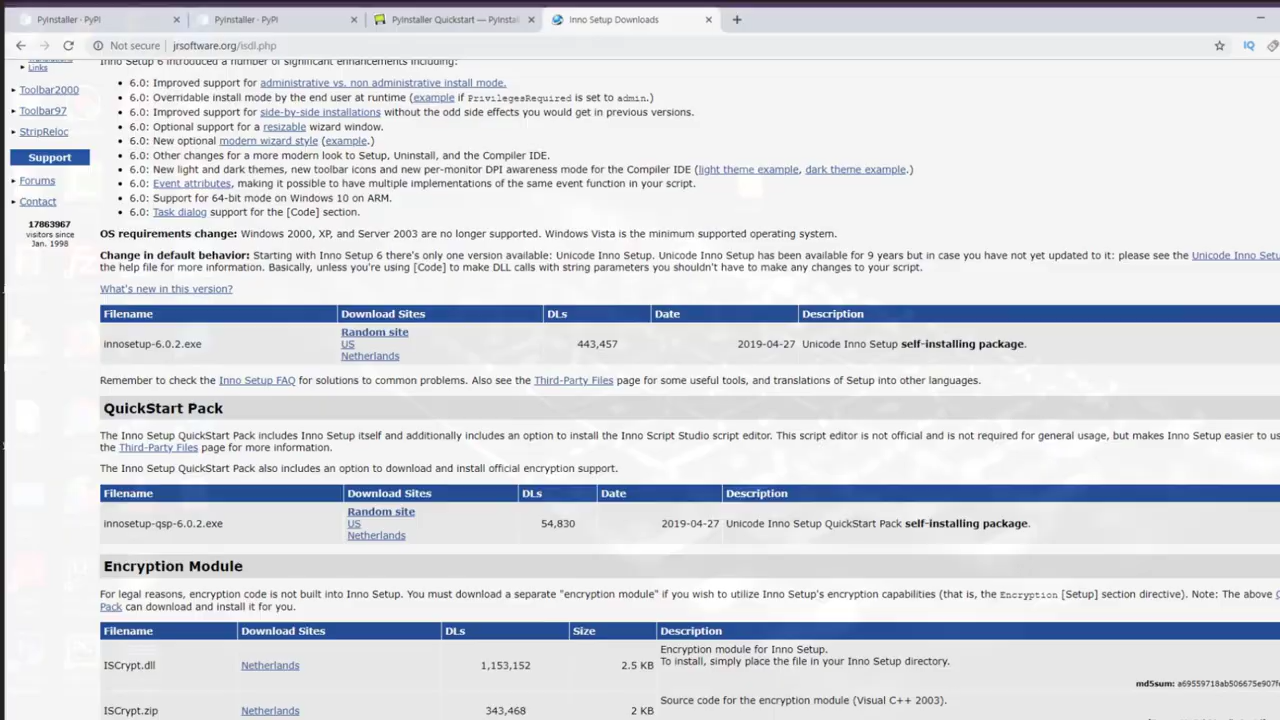 PyInstaller · PyPI
PyInstaller · PyPI
PyInstaller Quickstart — PyInstal
Inno Setup Downloads
Not secure | jrsoftware.org/isdl.php
IQ
Links
Toolbar2000
Toolbar97
StripReloc
Support
Forums
Contact
17863967
visitors since
Jan. 1998
Inno Setup 6 introduced a number of significant enhancements including:
• 6.0: Improved support for administrative vs. non administrative install mode.
• 6.0: Overridable install mode by the end user at runtime (example if PrivilegesRequired is set to admin.)
• 6.0: Improved support for side-by-side installations without the odd side effects you would get in previous versions.
• 6.0: Optional support for a resizable wizard window.
• 6.0: New optional modern wizard style (example.)
• 6.0: Other changes for a more modern look to Setup, Uninstall, and the Compiler IDE.
• 6.0: New light and dark themes, new toolbar icons and new per-monitor DPI awareness mode for the Compiler IDE (light theme example, dark theme example.)
• 6.0: Event attributes, making it possible to have multiple implementations of the same event function in your script.
• 6.0: Support for 64-bit mode on Windows 10 on ARM.
• 6.0: Task dialog support for the [Code] section.
OS requirements change: Windows 2000, XP, and Server 2003 are no longer supported. Windows Vista is the minimum supported operating system.
Change in default behavior: Starting with Inno Setup 6 there's only one version available: Unicode Inno Setup. Unicode Inno Setup has been available for 9 years but in case you have not yet updated to it: please see the Unicode Inno Setu
the help file for more information. Basically, unless you're using [Code] to make DLL calls with string parameters you shouldn't have to make any changes to your script.
What's new in this version?
Filename Download Sites DLs Date Description
innosetup-6.0.2.exe Random site 443,457 2019-04-27 Unicode Inno Setup self-installing package.
US
Netherlands
Remember to check the Inno Setup FAQ for solutions to common problems. Also see the Third-Party Files page for some useful tools, and translations of Setup into other languages.
QuickStart Pack
The Inno Setup QuickStart Pack includes Inno Setup itself and additionally includes an option to install the Inno Script Studio script editor. This script editor is not official and is not required for general usage, but makes Inno Setup easier to us
the Third-Party Files page for more information.
The Inno Setup QuickStart Pack also includes an option to download and install official encryption support.
Filename Download Sites DLs Date Description
innosetup-qsp-6.0.2.exe Random site 54,830 2019-04-27 Unicode Inno Setup QuickStart Pack self-installing package.
US
Netherlands
Encryption Module
For legal reasons, encryption code is not built into Inno Setup. You must download a separate "encryption module" if you wish to utilize Inno Setup's encryption capabilities (that is, the Encryption [Setup] section directive). Note: The above Q
Pack can download and install it for you.
Filename Download Sites DLs Size Description
ISCrypt.dll Netherlands 1,153,152 2.5 KB Encryption module for Inno Setup.
To install, simply place the file in your Inno Setup directory.
md5sum: a69559718ab506675e907f
ISCrypt.zip Netherlands 343,468 2 KB Source code for the encryption module (Visual C++ 2003).